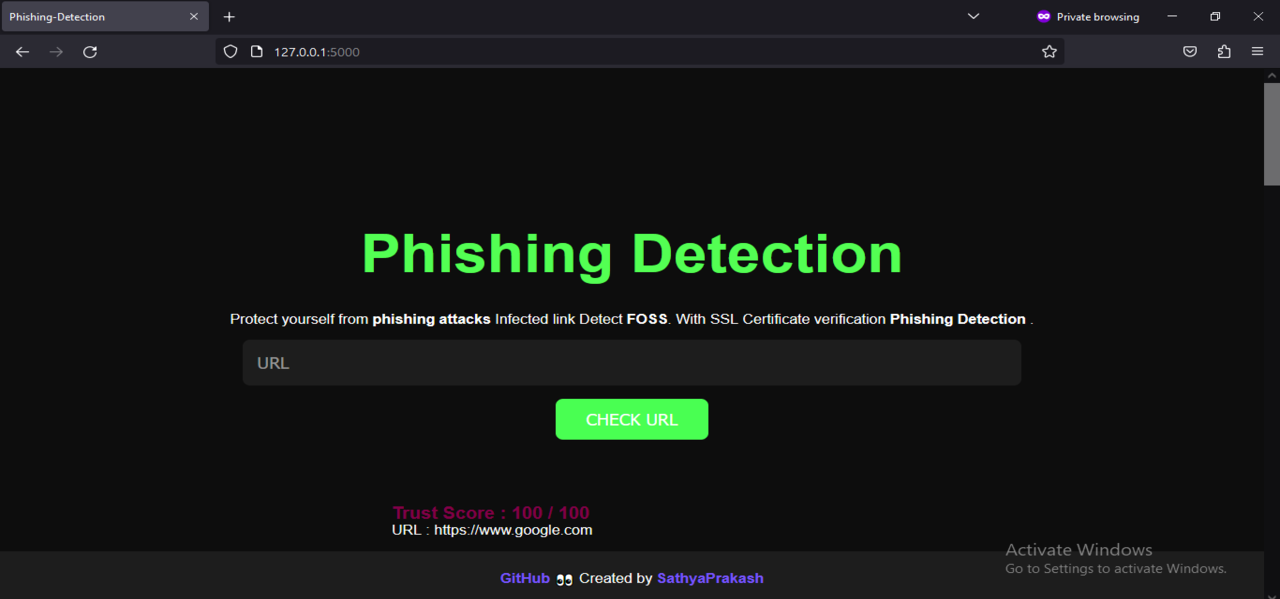 Phishing-Detection
Private browsing
127.0.0.1:5000
Phishing Detection
Protect yourself from phishing attacks Infected link Detect FOSS. With SSL Certificate verification Phishing Detection .
URL
CHECK URL
Trust Score : 100 / 100
URL : https://www.google.com
Activate Windows
Go to Settings to activate Windows.
GitHub 👀 Created by SathyaPrakash